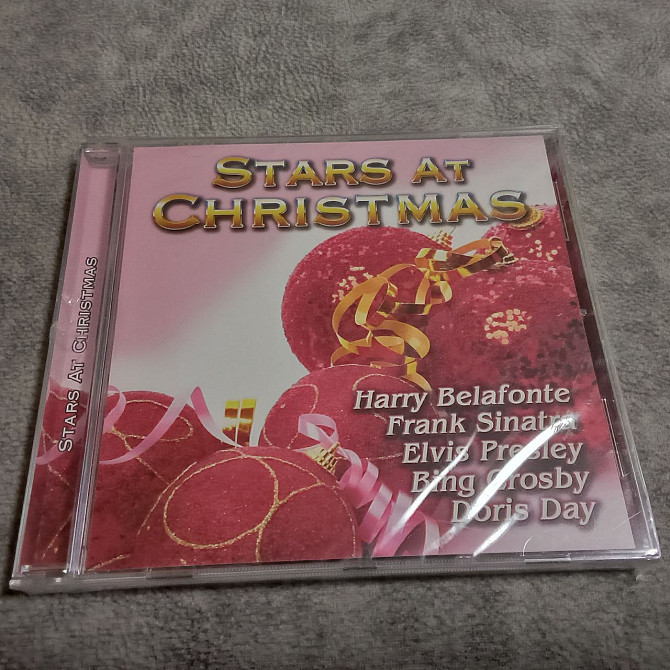 STARS AT
CHRISTMAS
Harry Belafonte
Frank Sinatra
Elvis Presley
Bing Crosby
Doris Day
STARS AT CHRISTMAS